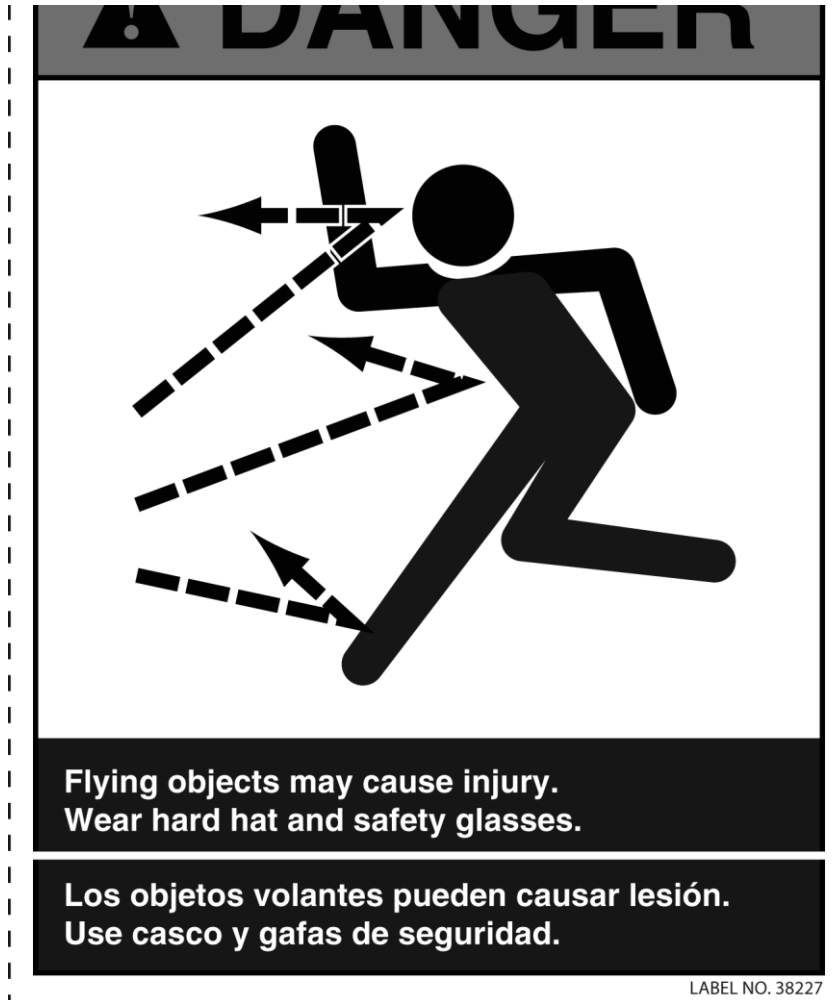 DANGER
Flying objects may cause injury.
Wear hard hat and safety glasses.
Los objetos volantes pueden causar lesión.
Use casco y gafas de seguridad.
LABEL NO. 38227